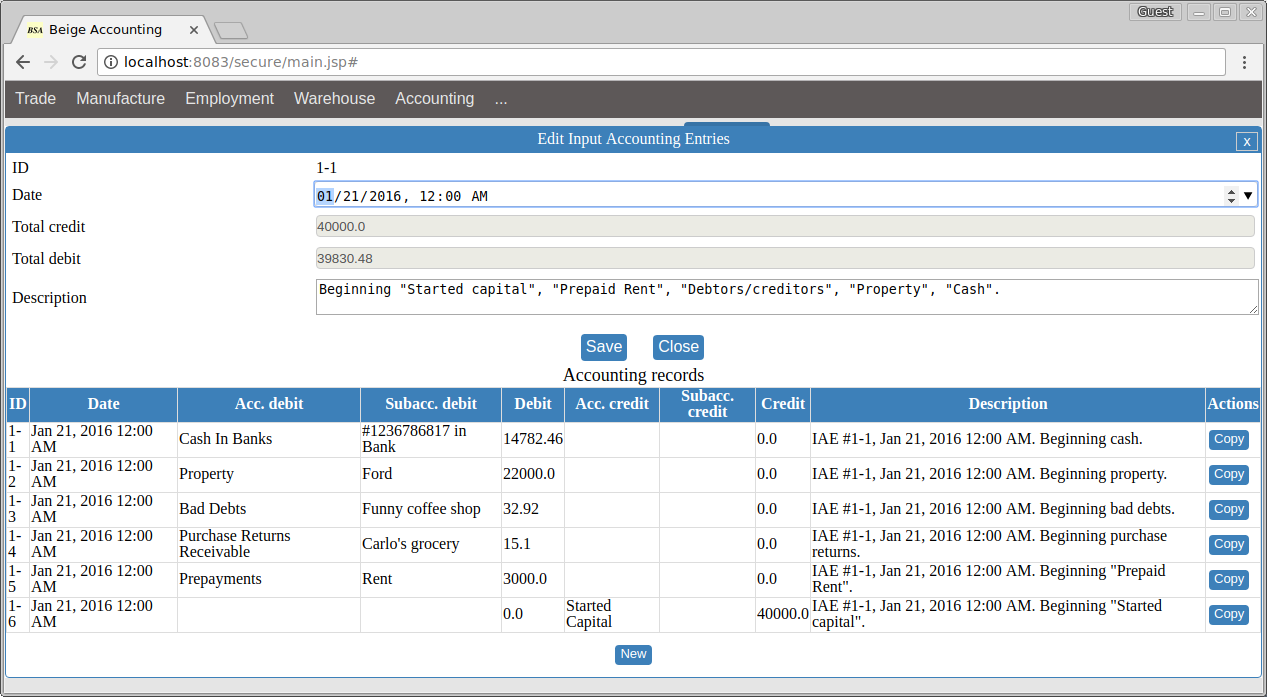 Guest
BSA Beige Accounting
localhost:8083/secure/main.jsp#
Trade Manufacture Employment Warehouse Accounting ...
Edit Input Accounting Entries x
ID 1-1
Date 01/21/2016, 12:00 AM
Total credit 40000.0
Total debit 39830.48
Description Beginning "Started capital", "Prepaid Rent", "Debtors/creditors", "Property", "Cash".
Save Close
Accounting records
ID Date Acc. debit Subacc. debit Debit Acc. credit Subacc. credit Credit Description Actions
1-1 Jan 21, 2016 12:00 AM Cash In Banks #1236786817 in Bank 14782.46 0.0 IAE #1-1, Jan 21, 2016 12:00 AM. Beginning cash. Copy
1-2 Jan 21, 2016 12:00 AM Property Ford 22000.0 0.0 IAE #1-1, Jan 21, 2016 12:00 AM. Beginning property. Copy
1-3 Jan 21, 2016 12:00 AM Bad Debts Funny coffee shop 32.92 0.0 IAE #1-1, Jan 21, 2016 12:00 AM. Beginning bad debts. Copy
1-4 Jan 21, 2016 12:00 AM Purchase Returns Receivable Carlo's grocery 15.1 0.0 IAE #1-1, Jan 21, 2016 12:00 AM. Beginning purchase returns. Copy
1-5 Jan 21, 2016 12:00 AM Prepayments Rent 3000.0 0.0 IAE #1-1, Jan 21, 2016 12:00 AM. Beginning "Prepaid Rent". Copy
1-6 Jan 21, 2016 12:00 AM 0.0 Started Capital 40000.0 IAE #1-1, Jan 21, 2016 12:00 AM. Beginning "Started capital". Copy
New